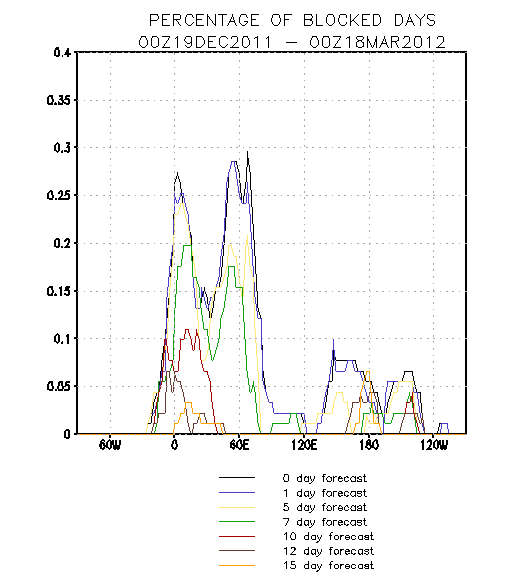 PERCENTAGE OF BLOCKED DAYS
00Z19DEC2011 – 00Z18MAR2012
0.4
0.35
0.3
0.25
0.2
0.15
0.1
0.05
0
60W 0 60E 120E 180 120W
0 day forecast
1 day forecast
5 day forecast
7 day forecast
10 day forecast
12 day forecast
15 day forecast